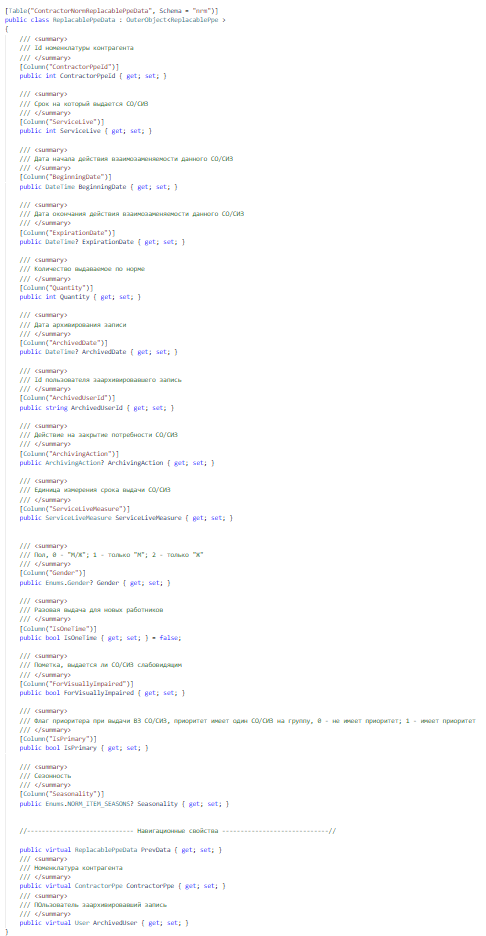 [Table("ContractorNormReplacablePpeData", Schema = "nrm")]
public class ReplacablePpeData : OuterObject<ReplacablePpe >
{
/// <summary>
/// Id номенклатуры контрагента
/// </summary>
[Column("ContractorPpeId")]
public int ContractorPpeId { get; set; }
/// <summary>
/// Срок на который выдается СО/СИЗ
/// </summary>
[Column("ServiceLive")]
public int ServiceLive { get; set; }
/// <summary>
/// Дата начала действия взаимозаменяемости данного СО/СИЗ
/// </summary>
[Column("BeginningDate")]
public DateTime BeginningDate { get; set; }
/// <summary>
/// Дата окончания действия взаимозаменяемости данного СО/СИЗ
/// </summary>
[Column("ExpirationDate")]
public DateTime? ExpirationDate { get; set; }
/// <summary>
/// Количество выдаваемое по норме
/// </summary>
[Column("Quantity")]
public int Quantity { get; set; }
/// <summary>
/// Дата архивирования записи
/// </summary>
[Column("ArchivedDate")]
public DateTime? ArchivedDate { get; set; }
/// <summary>
/// Id пользователя заархивировавшего запись
/// </summary>
[Column("ArchivedUserId")]
public string ArchivedUserId { get; set; }
/// <summary>
/// Действие на закрытие потребности СО/СИЗ
/// </summary>
[Column("ArchivingAction")]
public ArchivingAction? ArchivingAction { get; set; }
/// <summary>
/// Единица измерения срока выдачи СО/СИЗ
/// </summary>
[Column("ServiceLiveMeasure")]
public ServiceLiveMeasure ServiceLiveMeasure { get; set; }
/// <summary>
/// Пол, 0 - "М/Ж"; 1 - только "М"; 2 - только "Ж"
/// </summary>
[Column("Gender")]
public Enums.Gender? Gender { get; set; }
/// <summary>
/// Разовая выдача для новых работников
/// </summary>
[Column("IsOneTime")]
public bool IsOneTime { get; set; } = false;
/// <summary>
/// Пометка, выдается ли СО/СИЗ слабовидящим
/// </summary>
[Column("ForVisuallyImpaired")]
public bool ForVisuallyImpaired { get; set; }
/// <summary>
/// Флаг приоритера при выдачи ВЗ СО/СИЗ, приоритет имеет один СО/СИЗ на группу, 0 - не имеет приоритет; 1 - имеет приоритет
/// </summary>
[Column("IsPrimary")]
public bool IsPrimary { get; set; }
/// <summary>
/// Сезонность
/// </summary>
[Column("Seasonality")]
public Enums.NORM_ITEM_SEASONS? Seasonality { get; set; }
//----------------------------- Навигационные свойства -----------------------------//
public virtual ReplacablePpeData PrevData { get; set; }
/// <summary>
/// Номенклатура контрагента
/// </summary>
public virtual ContractorPpe ContractorPpe { get; set; }
/// <summary>
/// ПОльзователь заархивировавший запись
/// </summary>
public virtual User ArchivedUser { get; set; }
}